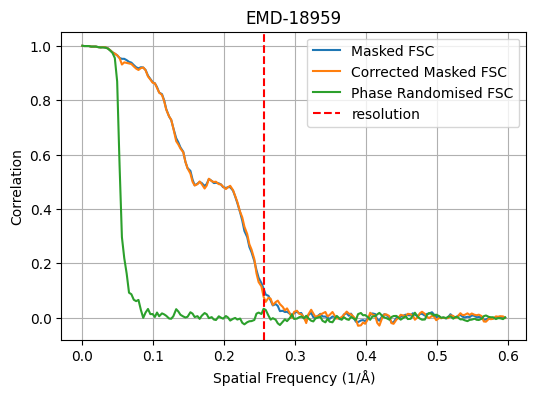 EMD-18959
Masked FSC
Corrected Masked FSC
Phase Randomised FSC
resolution
Correlation
1.0
0.8
0.6
0.4
0.2
0.0
0.0 0.1 0.2 0.3 0.4 0.5 0.6
Spatial Frequency (1/Å)